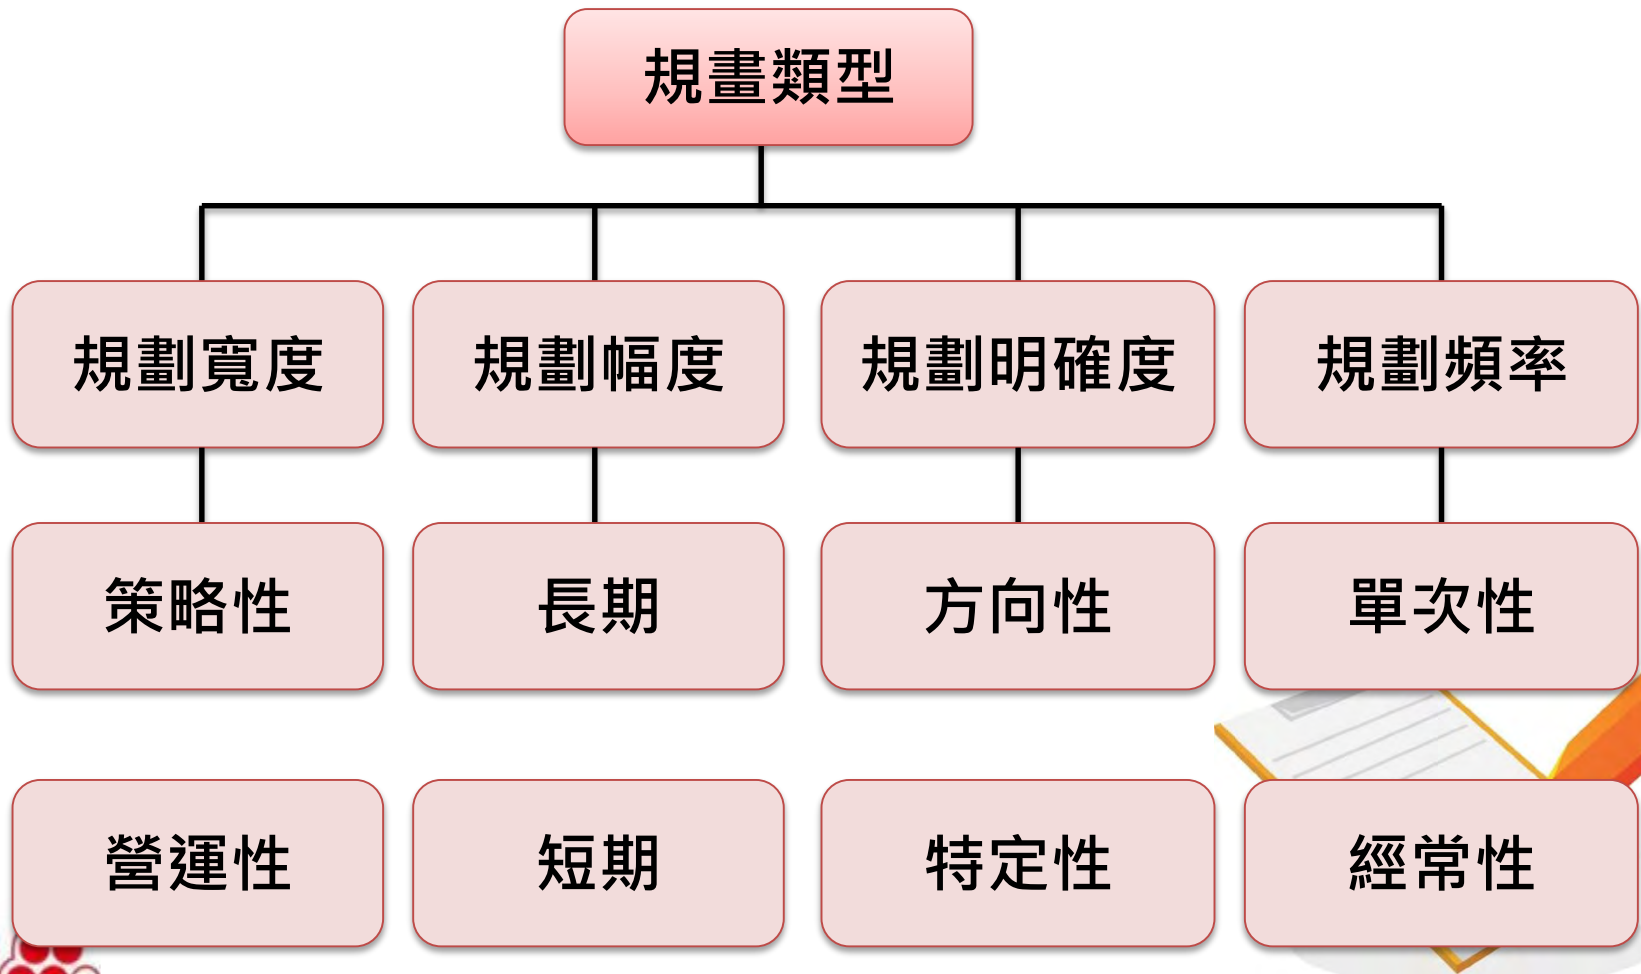 規畫類型
規劃寬度
規劃幅度
規劃明確度
規劃頻率
策略性
長期
方向性
單次性
營運性
短期
特定性
經常性